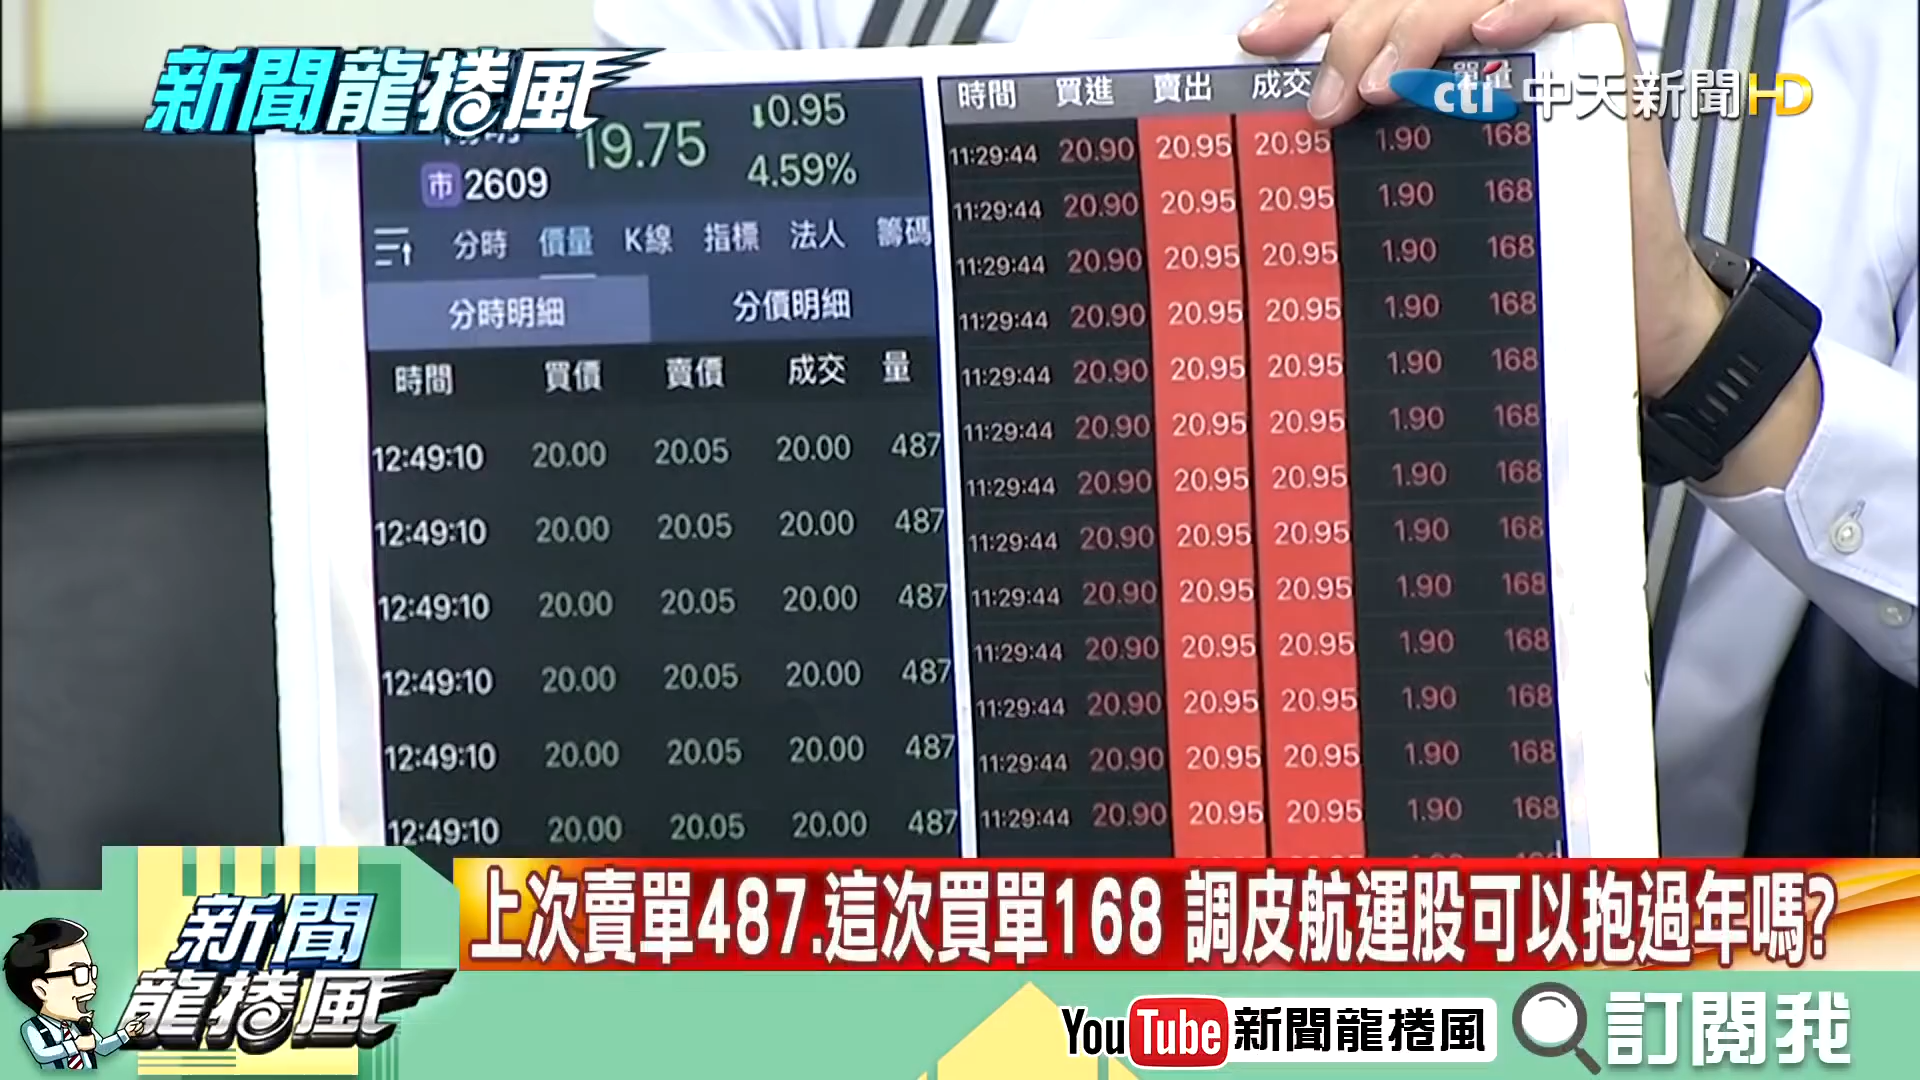 新聞龍捲風
cti 中天新聞HD
19.75
↓0.95
4.59%
市 2609
分時 價量 K線 指標 法人 籌碼
分時明細 分價明細
時間 買價 賣價 成交 量
12:49:10 20.00 20.05 20.00 487
12:49:10 20.00 20.05 20.00 487
12:49:10 20.00 20.05 20.00 487
12:49:10 20.00 20.05 20.00 487
12:49:10 20.00 20.05 20.00 487
12:49:10 20.00 20.05 20.00 487
時間 買進 賣出 成交 單量
11:29:44 20.90 20.95 20.95 1.90 168
11:29:44 20.90 20.95 20.95 1.90 168
11:29:44 20.90 20.95 20.95 1.90 168
11:29:44 20.90 20.95 20.95 1.90 168
11:29:44 20.90 20.95 20.95 1.90 168
11:29:44 20.90 20.95 20.95 1.90 168
11:29:44 20.90 20.95 20.95 1.90 168
11:29:44 20.90 20.95 20.95 1.90 168
11:29:44 20.90 20.95 20.95 1.90 168
11:29:44 20.90 20.95 20.95 1.90 168
11:29:44 20.90 20.95 20.95 1.90 168
11:29:44 20.90 20.95 20.95 1.90 168
11:29:44 20.90 20.95 20.95 1.90 168
上次賣單487.這次買單168 調皮航運股可以抱過年嗎?
新聞
龍捲風
YouTube 新聞龍捲風 訂閱我